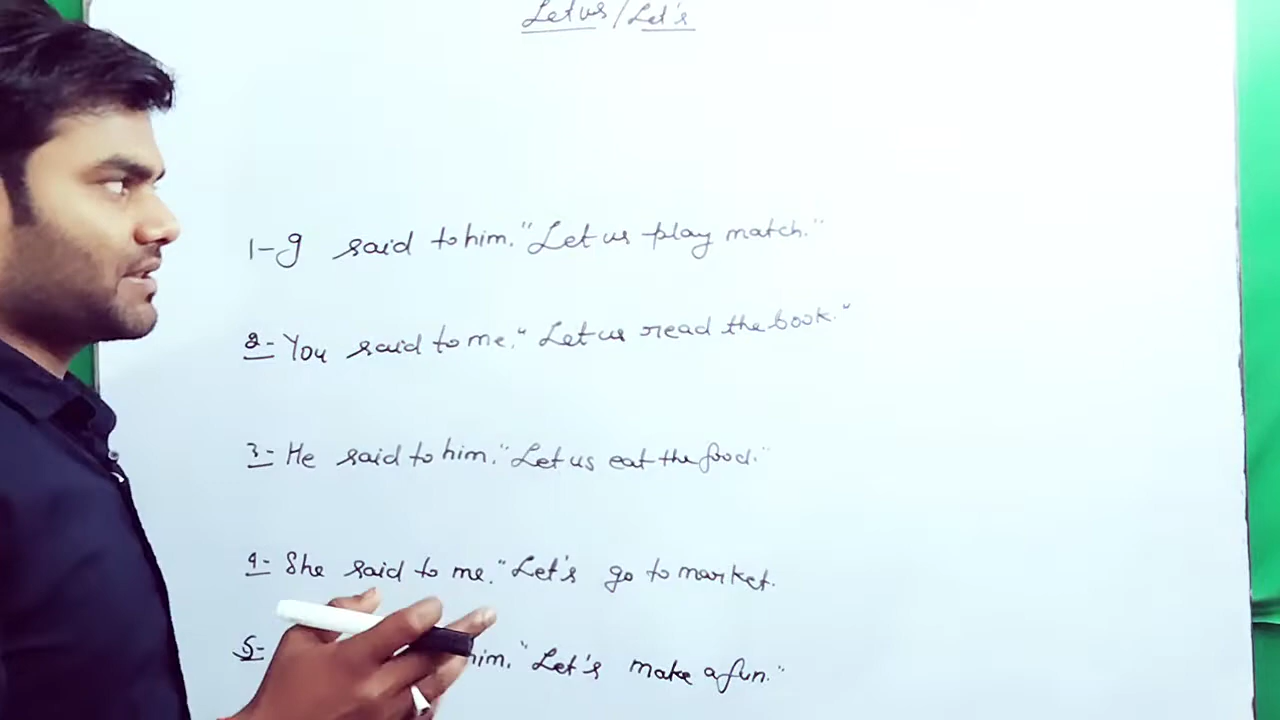 Let us / Let's
1- I said to him. "Let us play match."
2- You said to me. "Let us read the book."
3- He said to him. "Let us eat the food."
4- She said to me. "Let's go to market.
5- him. "Let's make a fun."